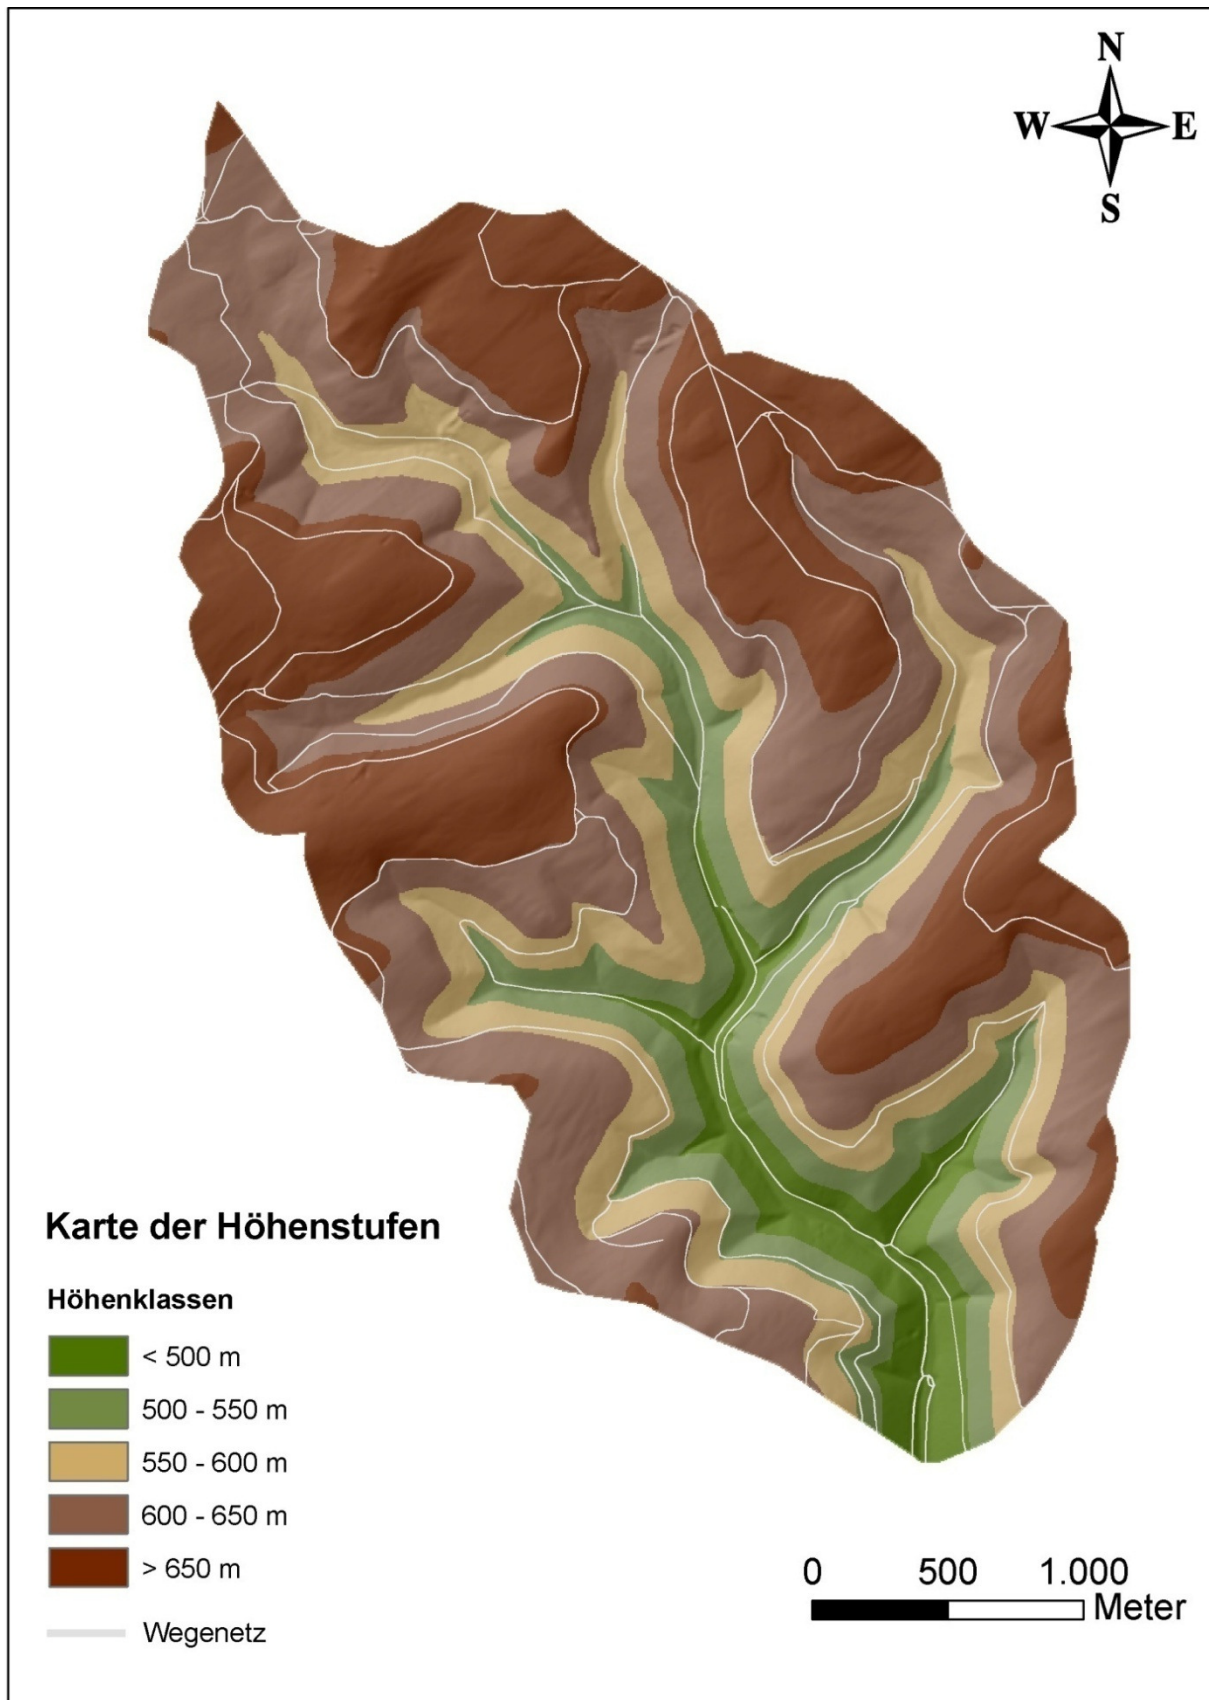 N
W E
S
Karte der Höhenstufen
Höhenklassen
< 500 m
500 - 550 m
550 - 600 m
600 - 650 m
> 650 m
Wegenetz
0 500 1.000
Meter